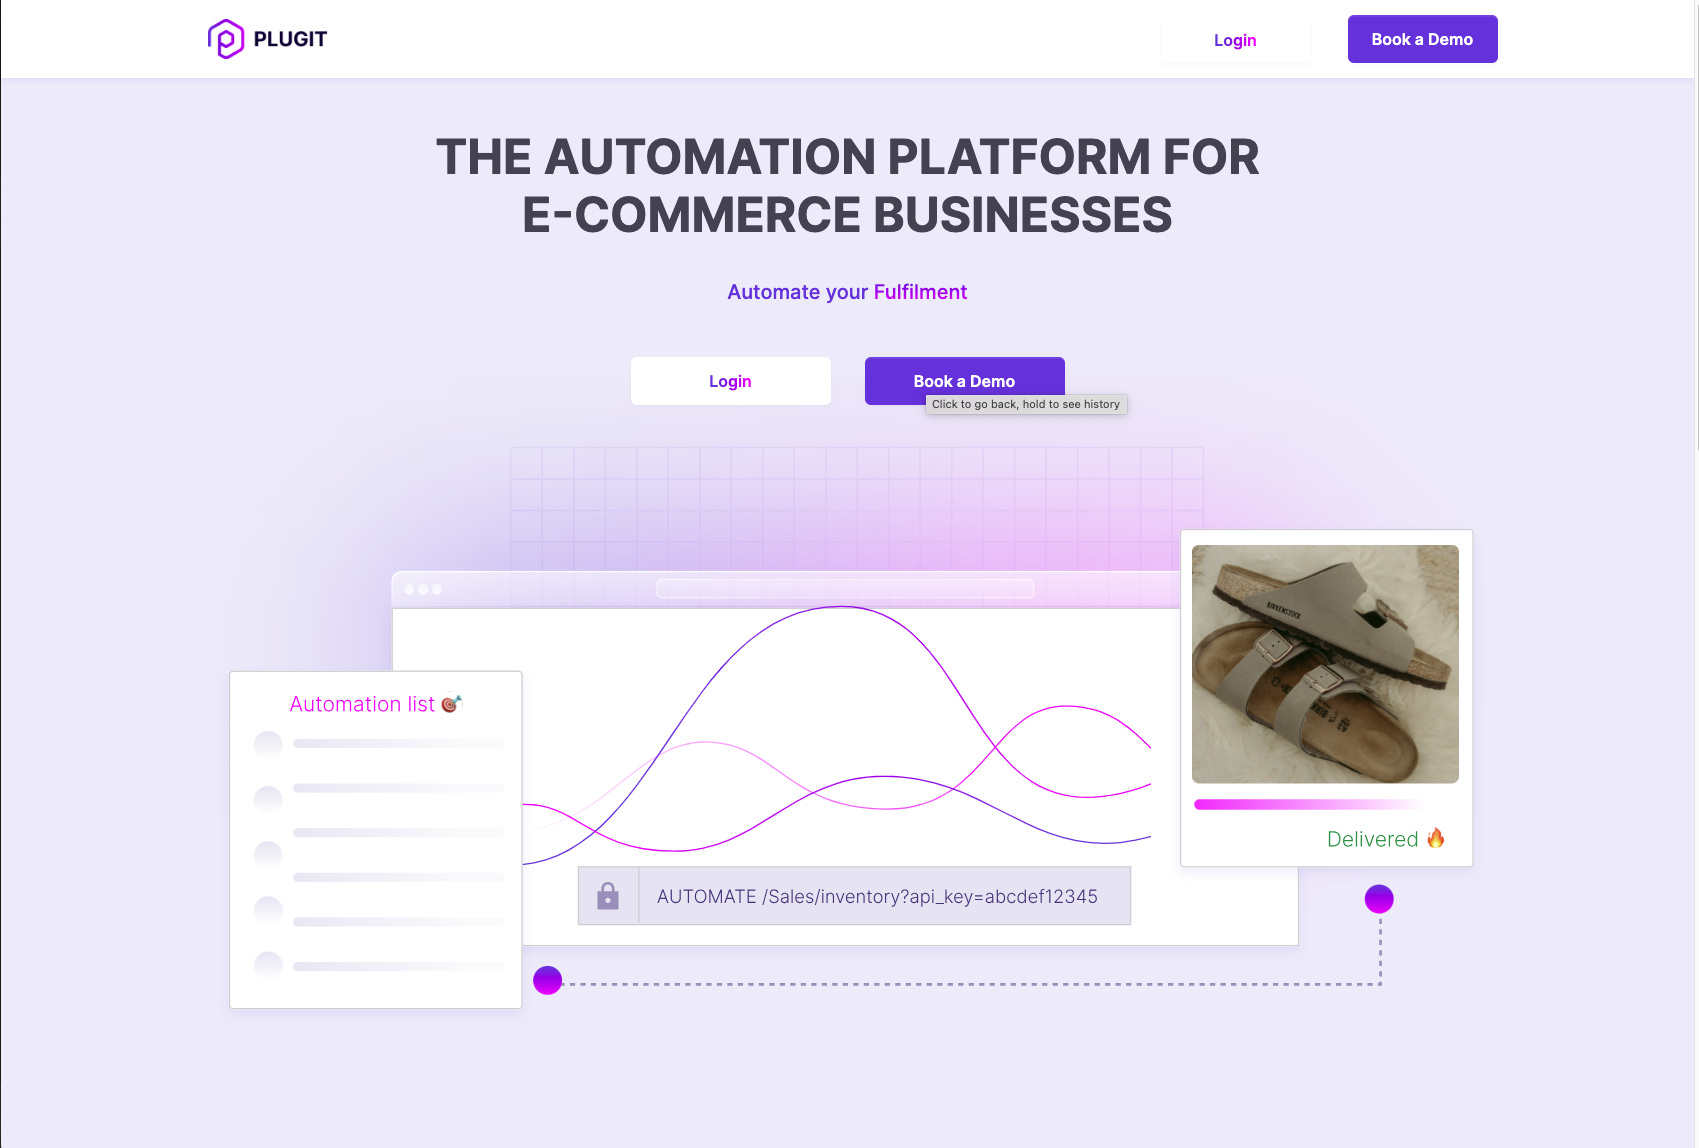 PLUGIT
Login
Book a Demo
THE AUTOMATION PLATFORM FOR
E-COMMERCE BUSINESSES
Automate your Fulfilment
Login
Book a Demo
Click to go back, hold to see history
BIRKENSTOCK
Automation list
Delivered
AUTOMATE /Sales/inventory?api_key=abcdef12345